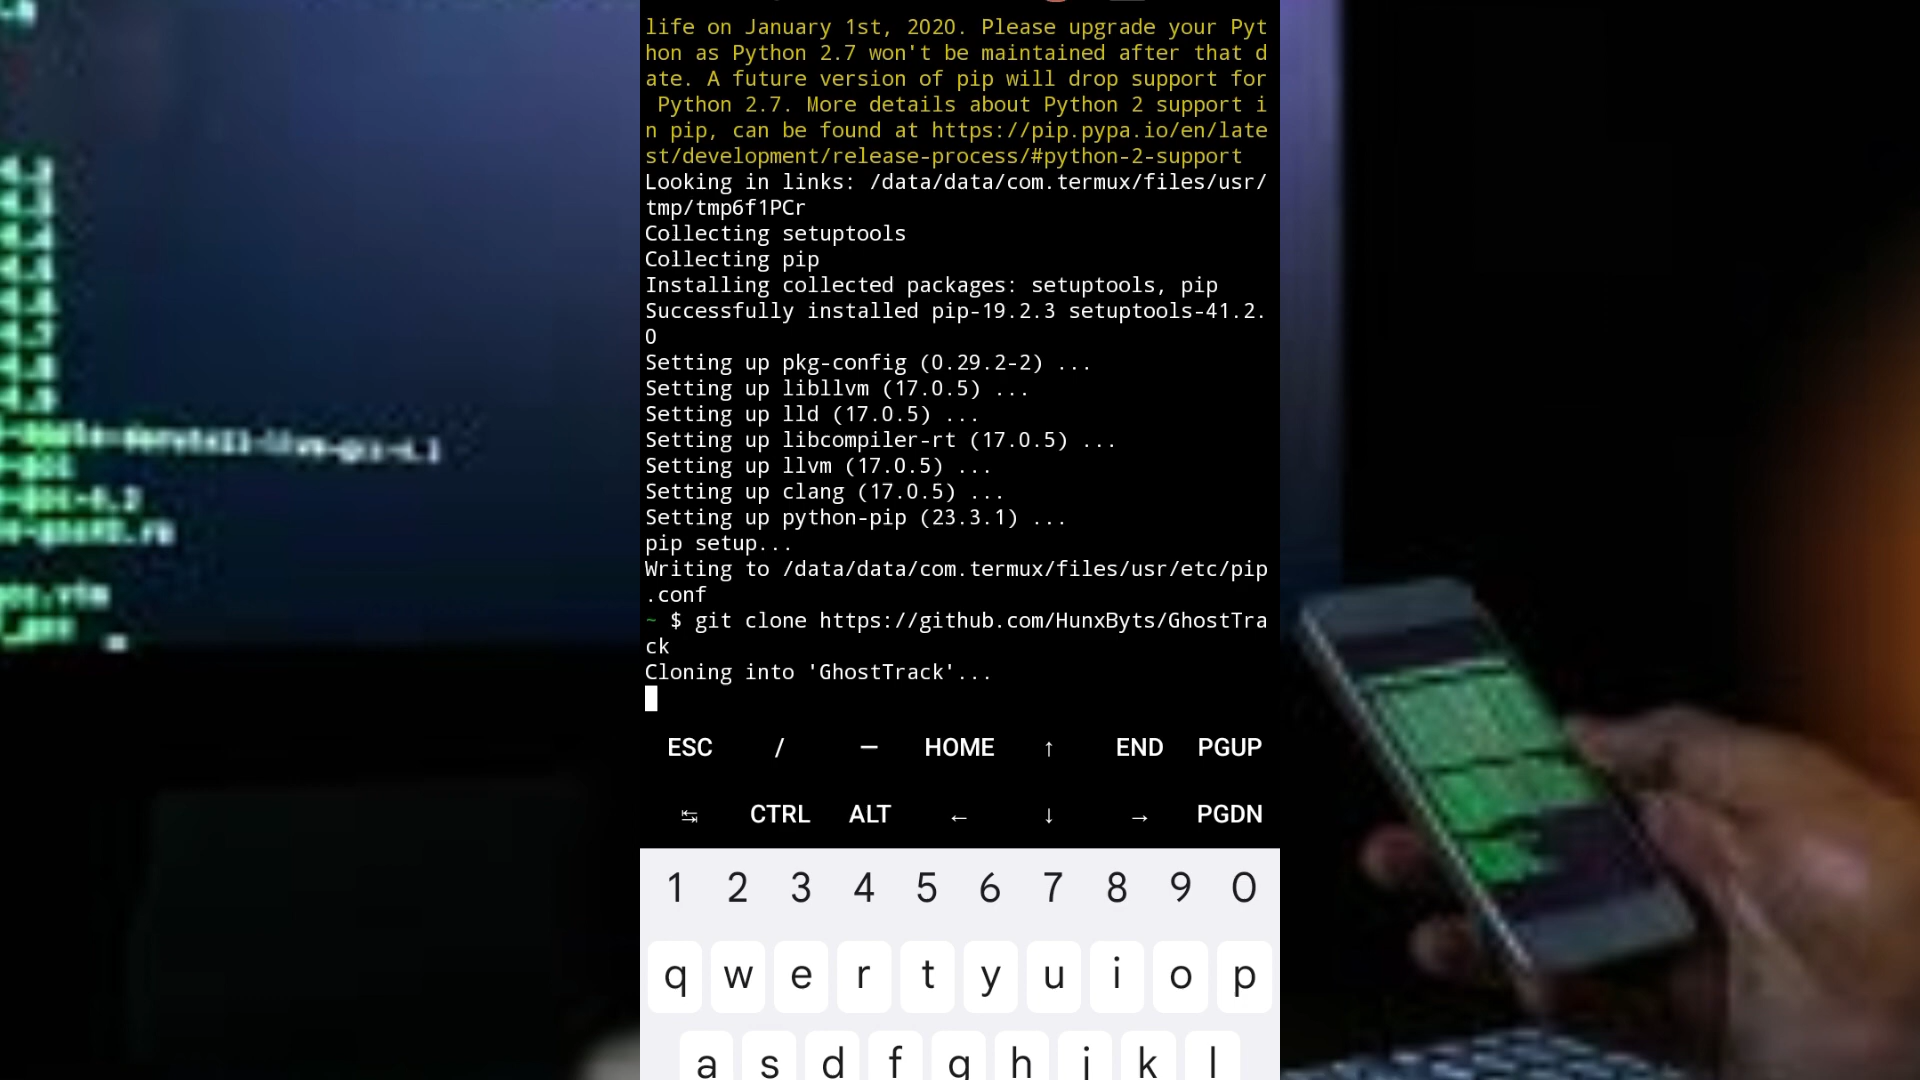 life on January 1st, 2020. Please upgrade your Pyt
hon as Python 2.7 won't be maintained after that d
ate. A future version of pip will drop support for
 Python 2.7. More details about Python 2 support i
n pip, can be found at https://pip.pypa.io/en/late
st/development/release-process/#python-2-support
Looking in links: /data/data/com.termux/files/usr/
tmp/tmp6f1PCr
Collecting setuptools
Collecting pip
Installing collected packages: setuptools, pip
Successfully installed pip-19.2.3 setuptools-41.2.
0
Setting up pkg-config (0.29.2-2) ...
Setting up libllvm (17.0.5) ...
Setting up lld (17.0.5) ...
Setting up libcompiler-rt (17.0.5) ...
Setting up llvm (17.0.5) ...
Setting up clang (17.0.5) ...
Setting up python-pip (23.3.1) ...
pip setup...
Writing to /data/data/com.termux/files/usr/etc/pip
.conf
~ $ git clone https://github.com/HunxBytes/GhostTra
ck
Cloning into 'GhostTrack'...
ESC / — HOME ↑ END PGUP
↹ CTRL ALT ← ↓ → PGDN
1 2 3 4 5 6 7 8 9 0
q w e r t y u i o p
a s d f g h j k l